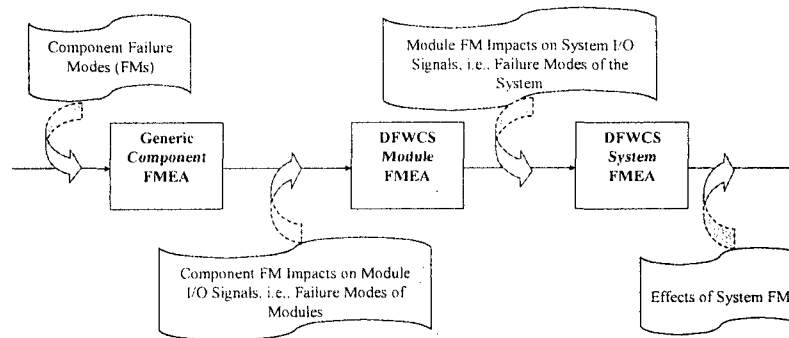 Component Failure
Modes (FMs)
Module FM Impacts on System I/O
Signals, i.e., Failure Modes of the
System
Generic
Component
FMEA
DFWCS
Module
FMEA
DFWCS
System
FMEA
Component FM Impacts on Module
I/O Signals, i.e., Failure Modes of
Modules
Effects of System FM